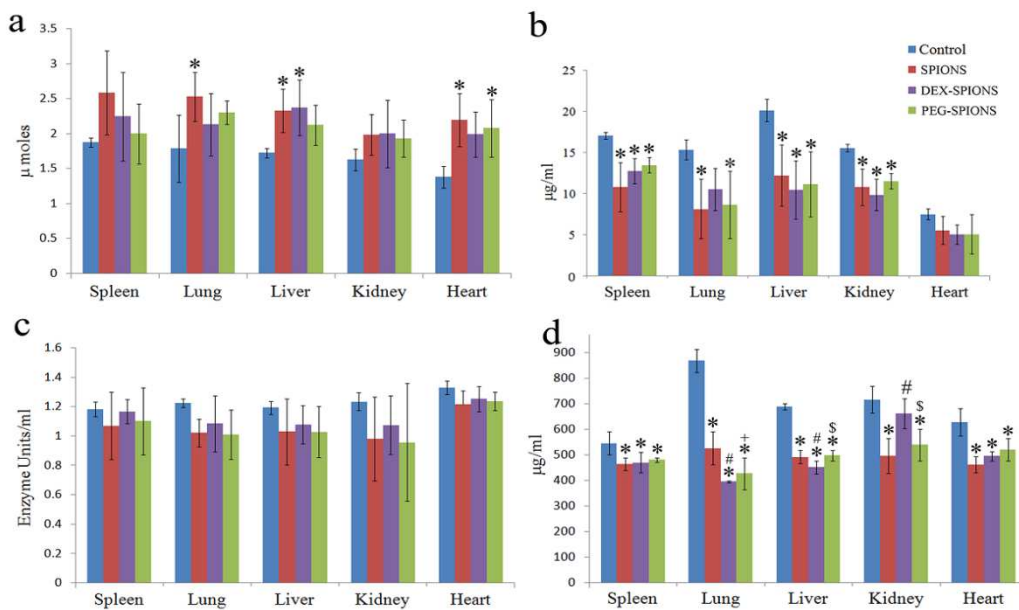 a
3.5
3
2.5
2
1.5
1
0.5
0
μ moles
* * * * *
Spleen Lung Liver Kidney Heart
b
Control
SPIONS
DEX-SPIONS
PEG-SPIONS
25
20
15
10
5
0
μg/ml
* * * * * * * * * * *
Spleen Lung Liver Kidney Heart
c
1.6
1.4
1.2
1
0.8
0.6
0.4
0.2
0
Enzyme Units/ml
Spleen Lung Liver Kidney Heart
d
900
800
700
600
500
400
300
200
100
0
μg/ml
# + # $ # $
* * * * * * * * * * * * * *
Spleen Lung Liver Kidney Heart